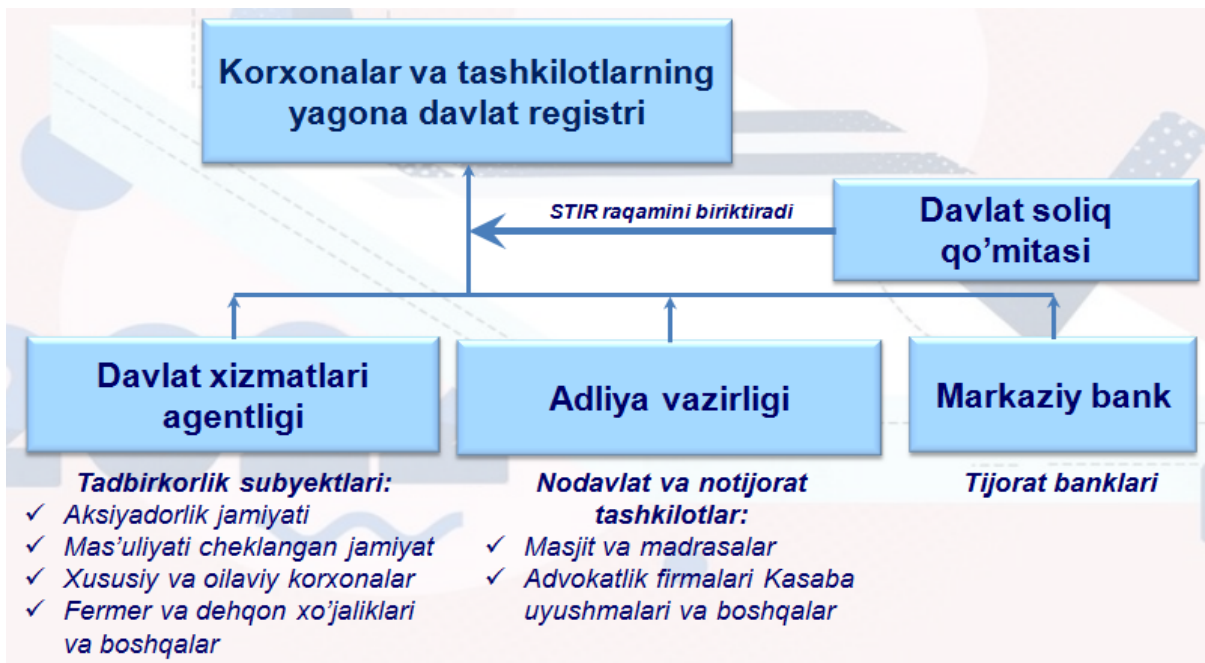 Korxonalar va tashkilotlarning
yagona davlat registri
STIR raqamini biriktiradi
Davlat soliq
qo’mitasi
Davlat xizmatlari
agentligi
Adliya vazirligi
Markaziy bank
Tadbirkorlik subyektlari:
✓ Aksiyadorlik jamiyati
✓ Mas’uliyati cheklangan jamiyat
✓ Xususiy va oilaviy korxonalar
✓ Fermer va dehqon xo’jaliklari
va boshqalar
Nodavlat va notijorat
tashkilotlar:
✓ Masjit va madrasalar
✓ Advokatlik firmalari Kasaba
uyushmalari va boshqalar
Tijorat banklari